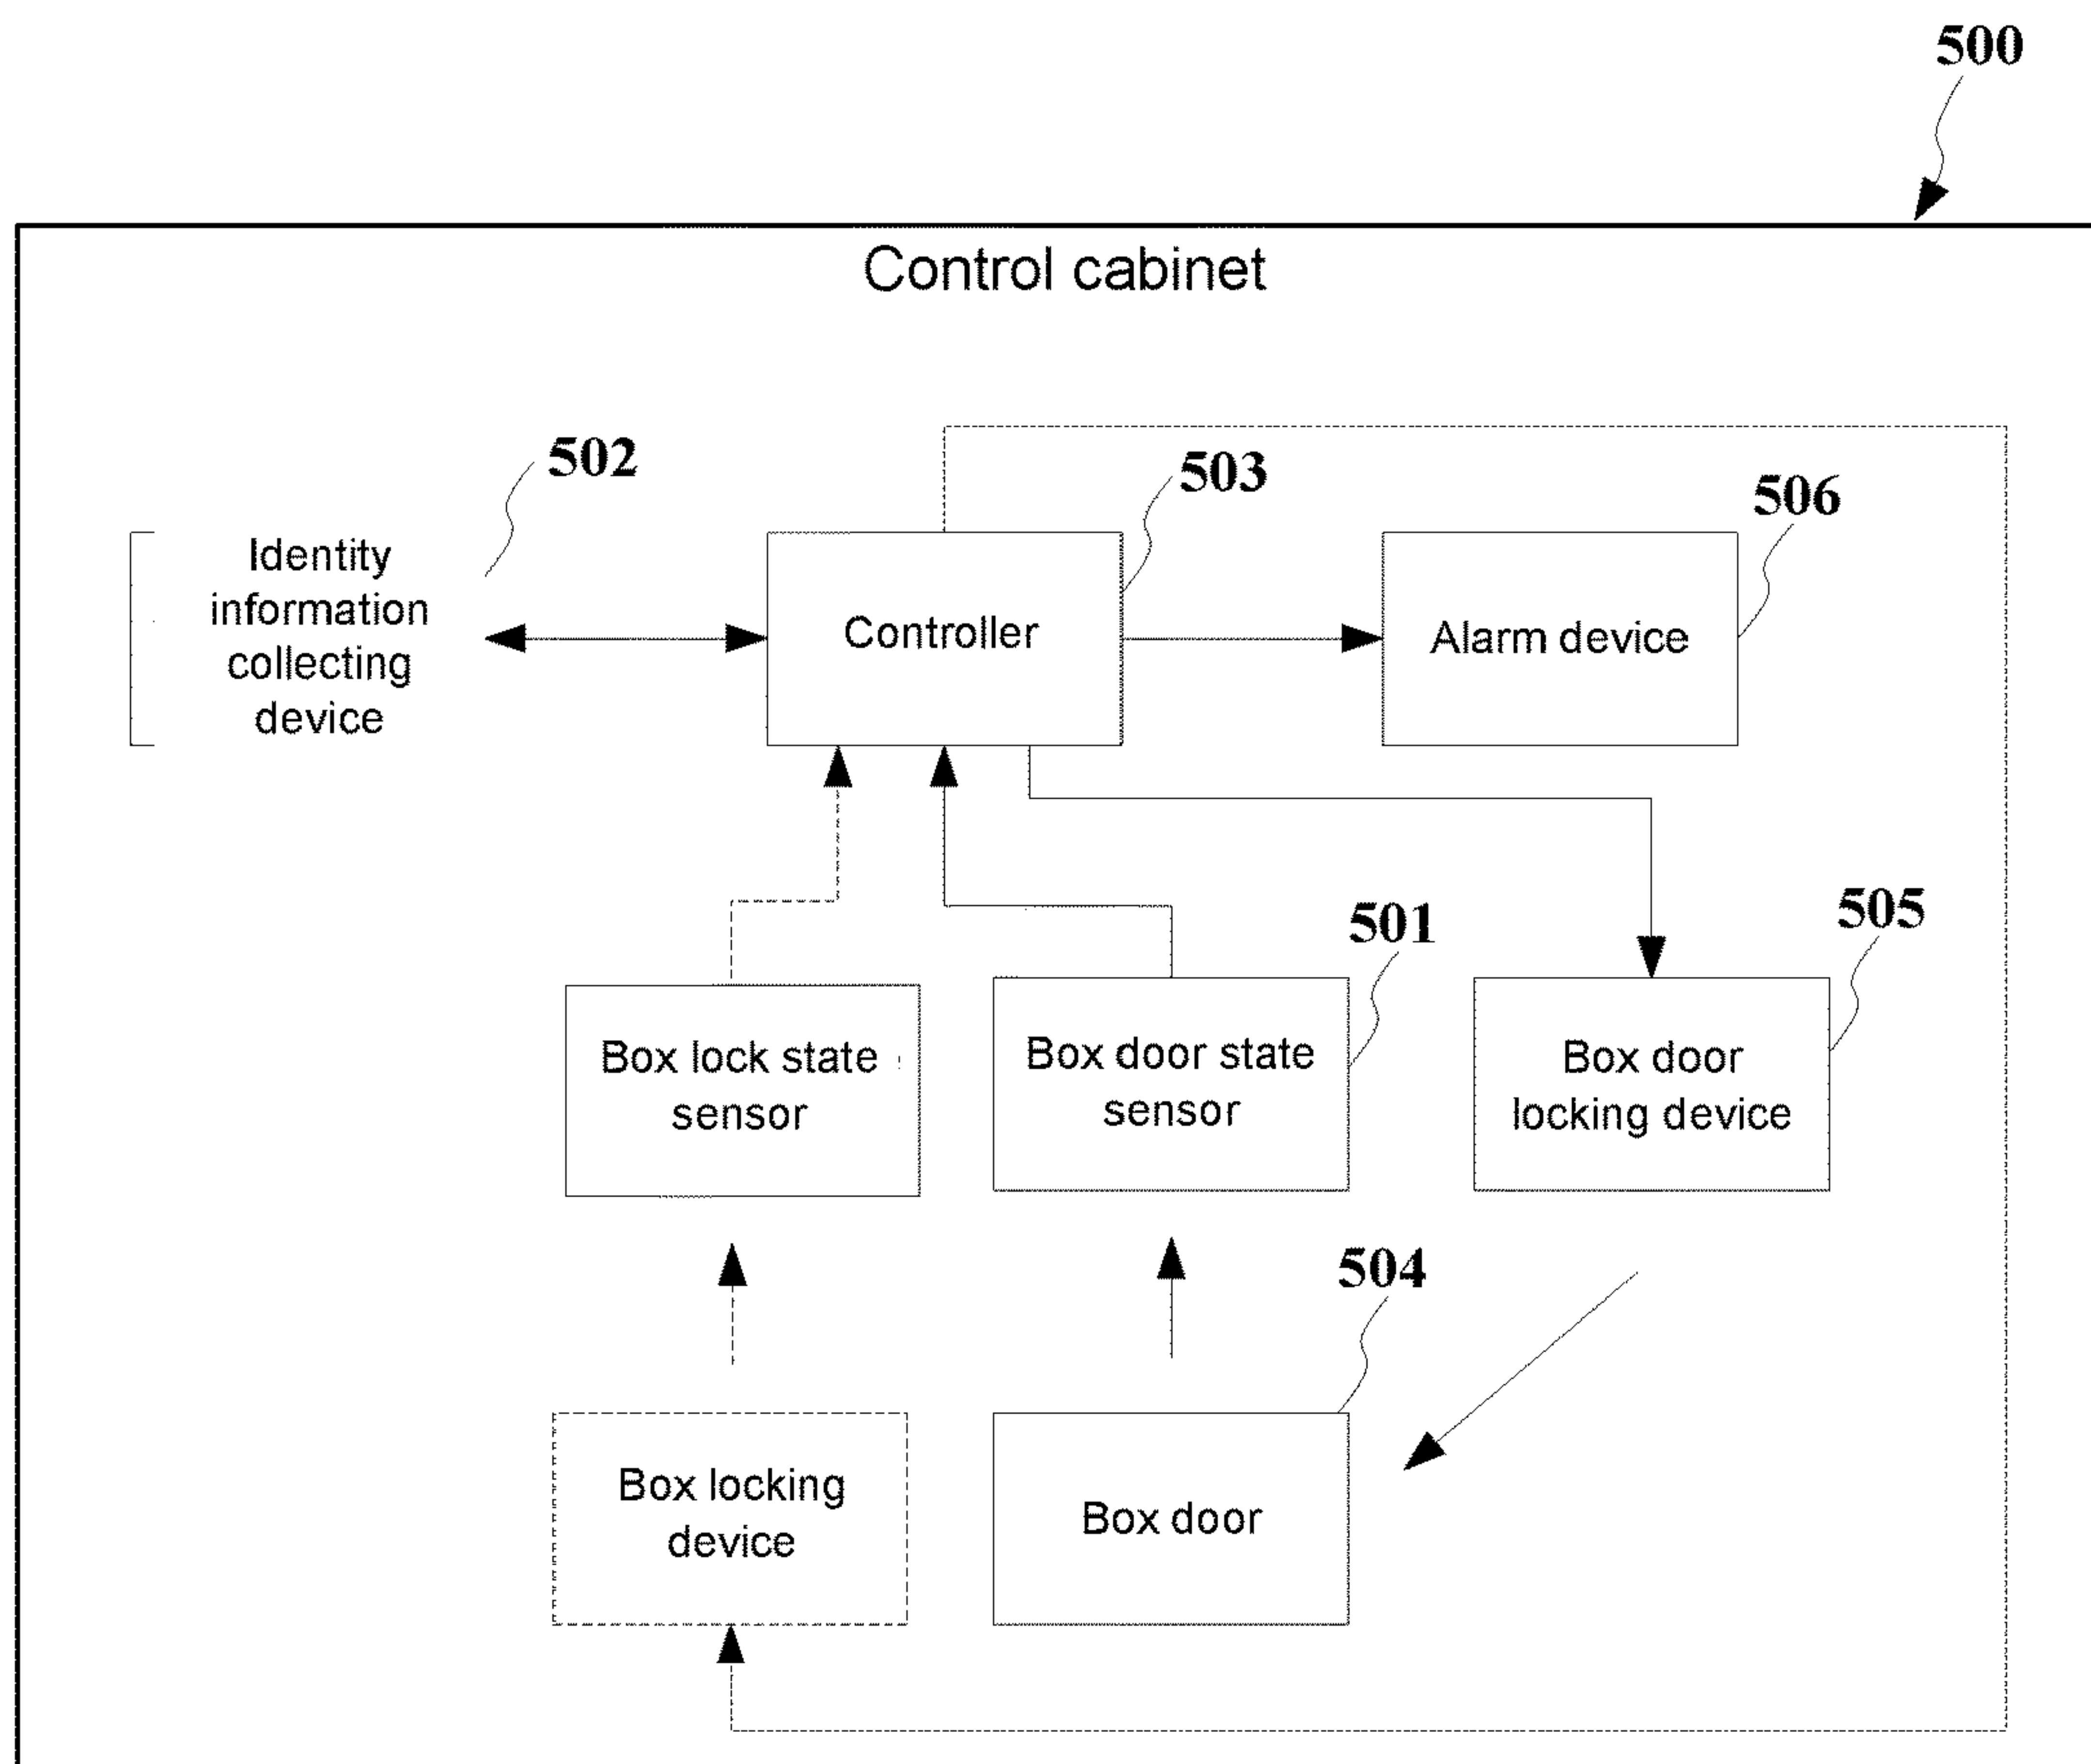 500
Control cabinet
502
503
506
Identity
information
collecting
device
Controller
Alarm device
501
505
Box lock state
sensor
Box door state
sensor
Box door
locking device
504
Box locking
device
Box door